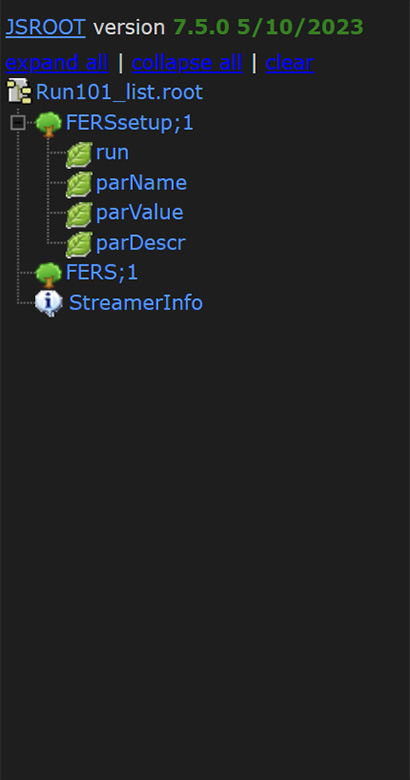 JSROOT version 7.5.0 5/10/2023
expand all | collapse all | clear
Run101_list.root
FERSsetup;1
run
parName
parValue
parDescr
FERS;1
StreamerInfo